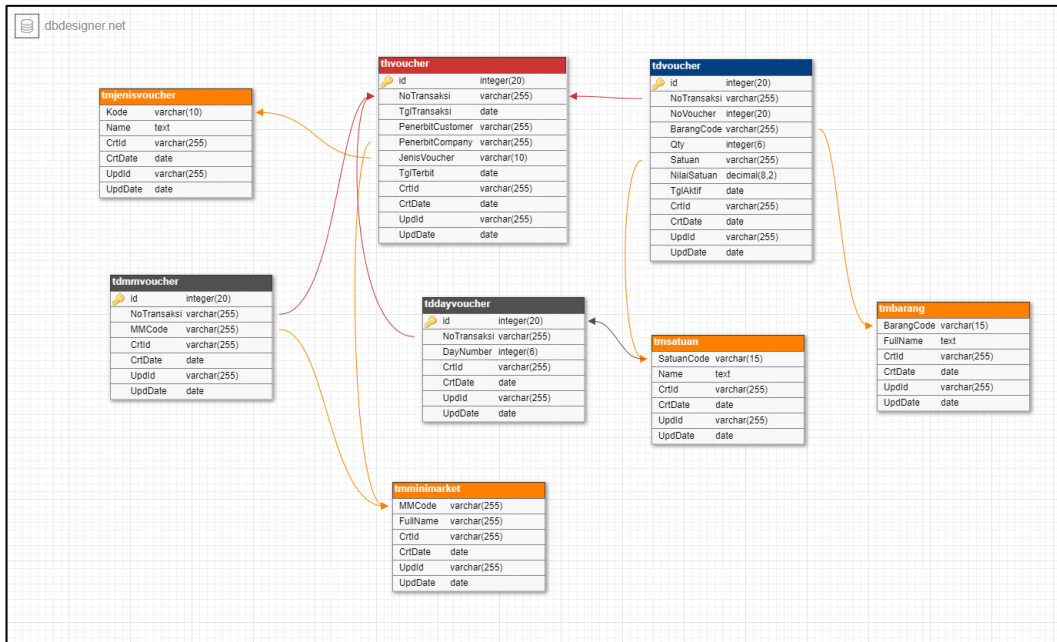 dbdesigner.net
thvoucher
id integer(20)
NoTransaksi varchar(255)
TglTransaksi date
PenerbitCustomer varchar(255)
PenerbitCompany varchar(255)
JenisVoucher varchar(10)
TglTerbit date
CrtId varchar(255)
CrtDate date
UpdId varchar(255)
UpdDate date
tdvoucher
id integer(20)
NoTransaksi varchar(255)
NoVoucher integer(20)
BarangCode varchar(255)
Qty integer(6)
Satuan varchar(255)
NilaiSatuan decimal(8,2)
TglAktif date
CrtId varchar(255)
CrtDate date
UpdId varchar(255)
UpdDate date
tmjenisvoucher
Kode varchar(10)
Name text
CrtId varchar(255)
CrtDate date
UpdId varchar(255)
UpdDate date
tdmmvoucher
id integer(20)
NoTransaksi varchar(255)
MMCode varchar(255)
CrtId varchar(255)
CrtDate date
UpdId varchar(255)
UpdDate date
tddayvoucher
id integer(20)
NoTransaksi varchar(255)
DayNumber integer(6)
CrtId varchar(255)
CrtDate date
UpdId varchar(255)
UpdDate date
tmsatuan
SatuanCode varchar(15)
Name text
CrtId varchar(255)
CrtDate date
UpdId varchar(255)
UpdDate date
tmbarang
BarangCode varchar(15)
FullName text
CrtId varchar(255)
CrtDate date
UpdId varchar(255)
UpdDate date
tmminimarket
MMCode varchar(255)
FullName varchar(255)
CrtId varchar(255)
CrtDate date
UpdId varchar(255)
UpdDate date